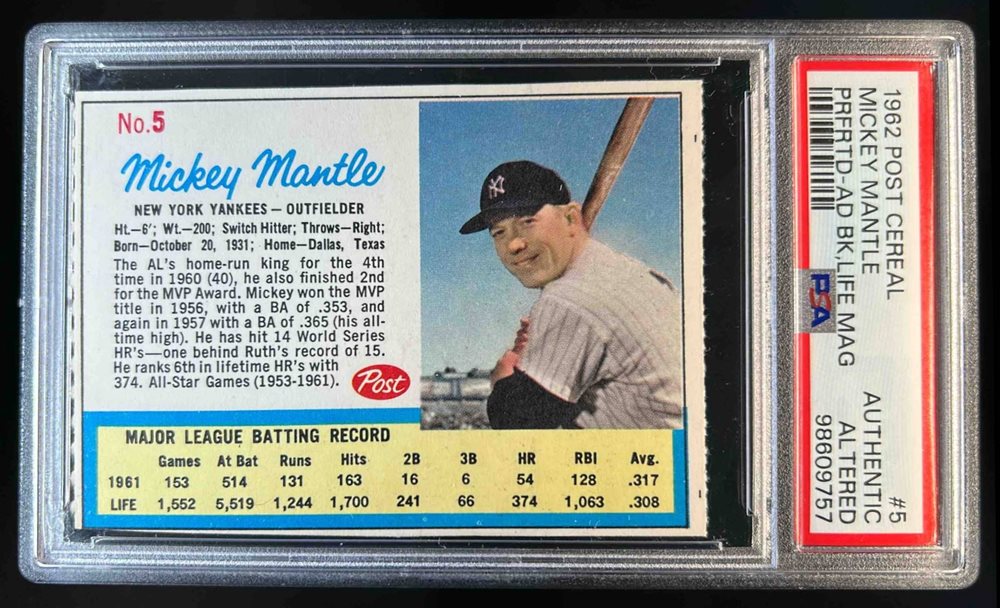 No.5
Mickey Mantle
NEW YORK YANKEES — OUTFIELDER
Ht.—6'; Wt.—200; Switch Hitter; Throws—Right;
Born—October 20, 1931; Home—Dallas, Texas
The AL's home-run king for the 4th
time in 1960 (40), he also finished 2nd
for the MVP Award. Mickey won the MVP
title in 1956, with a BA of .353, and
again in 1957 with a BA of .365 (his all-
time high). He has hit 14 World Series
HR's—one behind Ruth's record of 15.
He ranks 6th in lifetime HR's with
374. All-Star Games (1953-1961).
Post
NY
MAJOR LEAGUE BATTING RECORD
Games At Bat Runs Hits 2B 3B HR RBI Avg.
1961 153 514 131 163 16 6 54 128 .317
LIFE 1,552 5,519 1,244 1,700 241 66 374 1,063 .308
1962 POST CEREAL #5
MICKEY MANTLE AUTHENTIC
PRFRTD-AD BK,LIFE MAG ALTERED
PSA 98609757